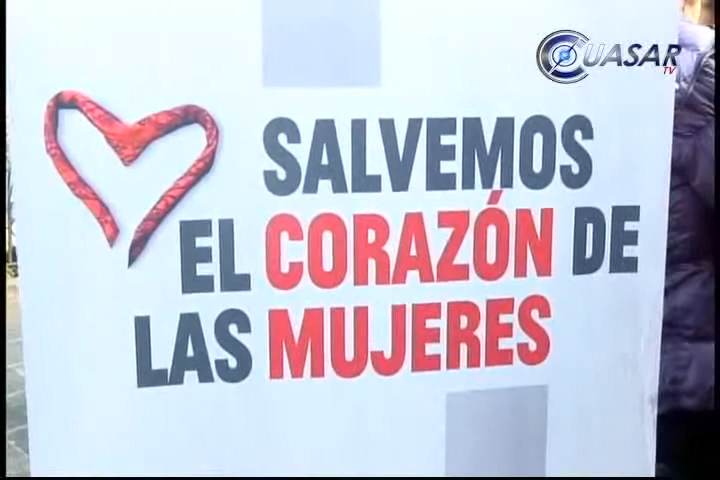 QUASAR
TV
SALVEMOS
EL CORAZÓN DE
LAS MUJERES